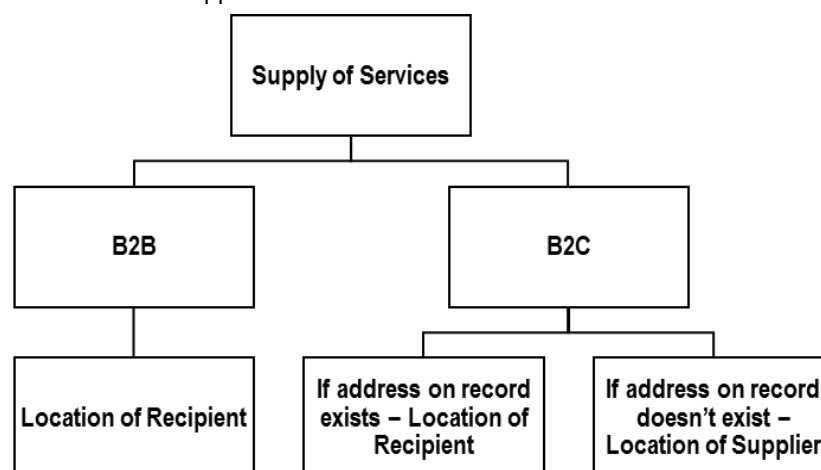 Supply of Services
B2B
B2C
Location of Recipient
If address on record
exists – Location of
Recipient
If address on record
doesn't exist –
Location of Supplier